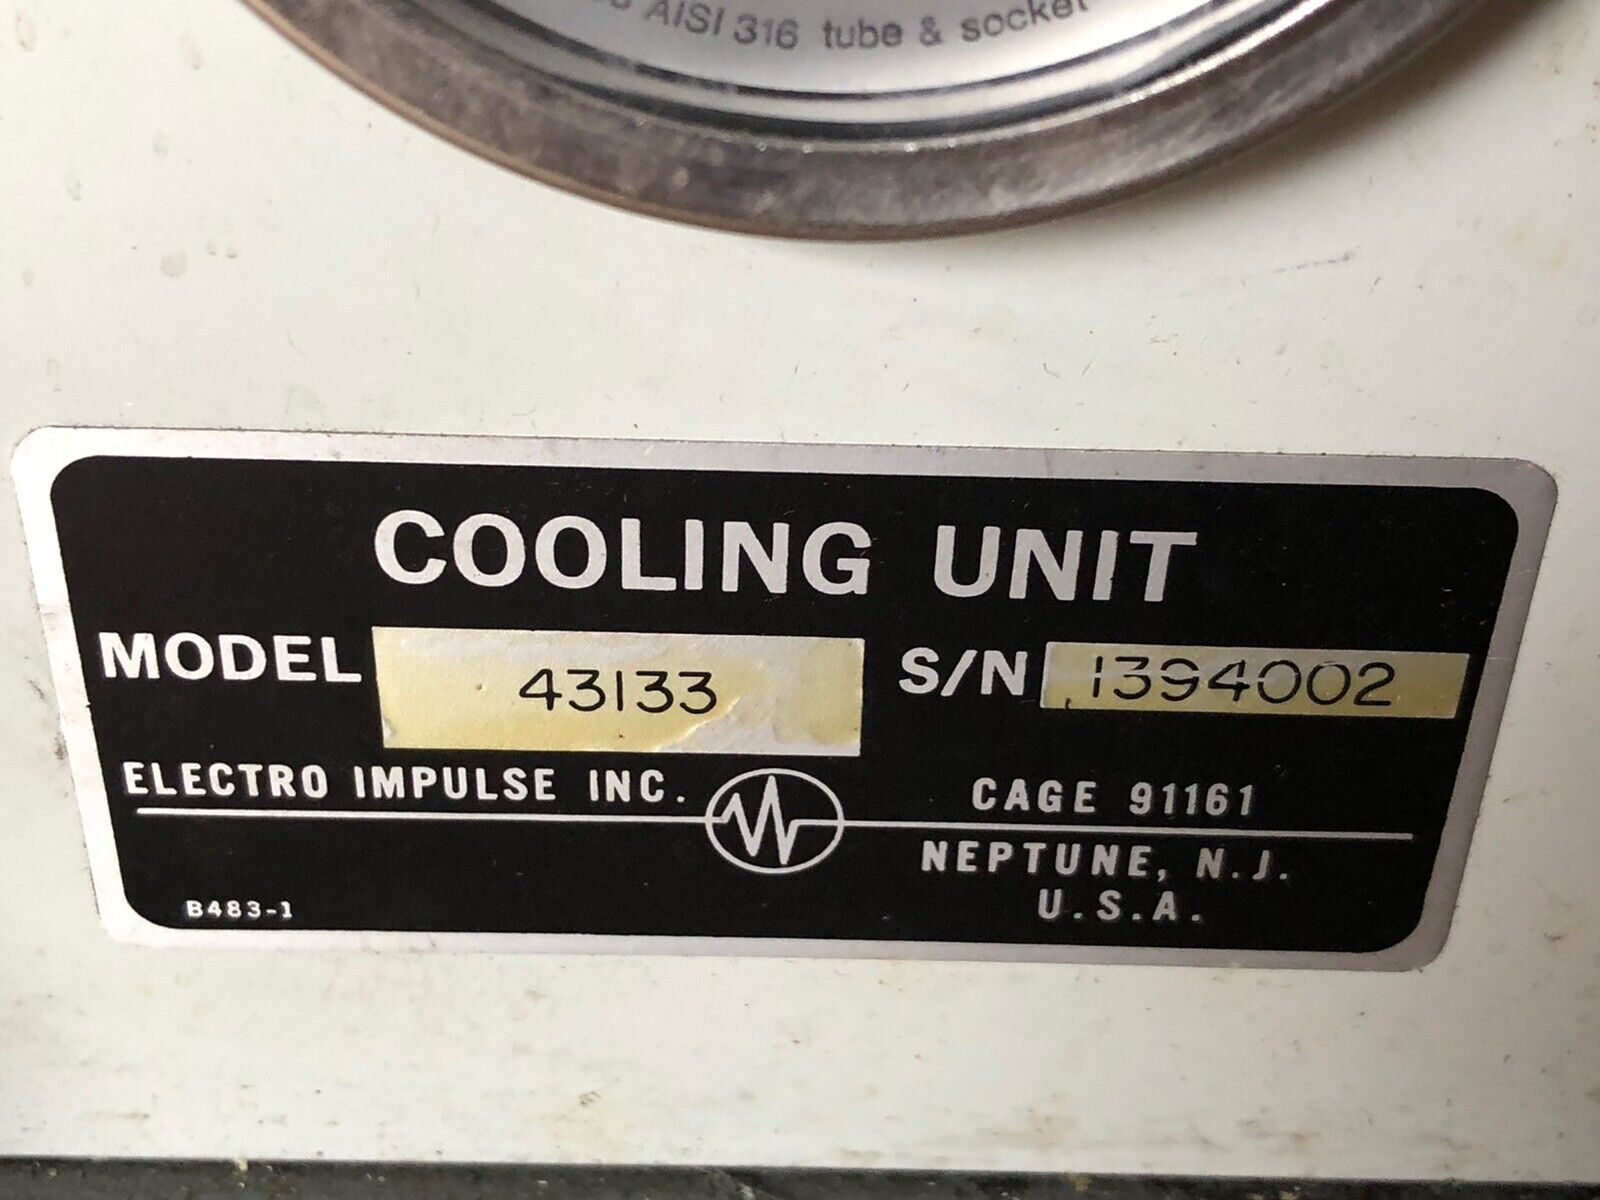 AISI 316 tube & socket
COOLING UNIT
MODEL 43133 S/N 1394002
ELECTRO IMPULSE INC.
CAGE 91161
NEPTUNE, N.J.
U.S.A.
B483-1